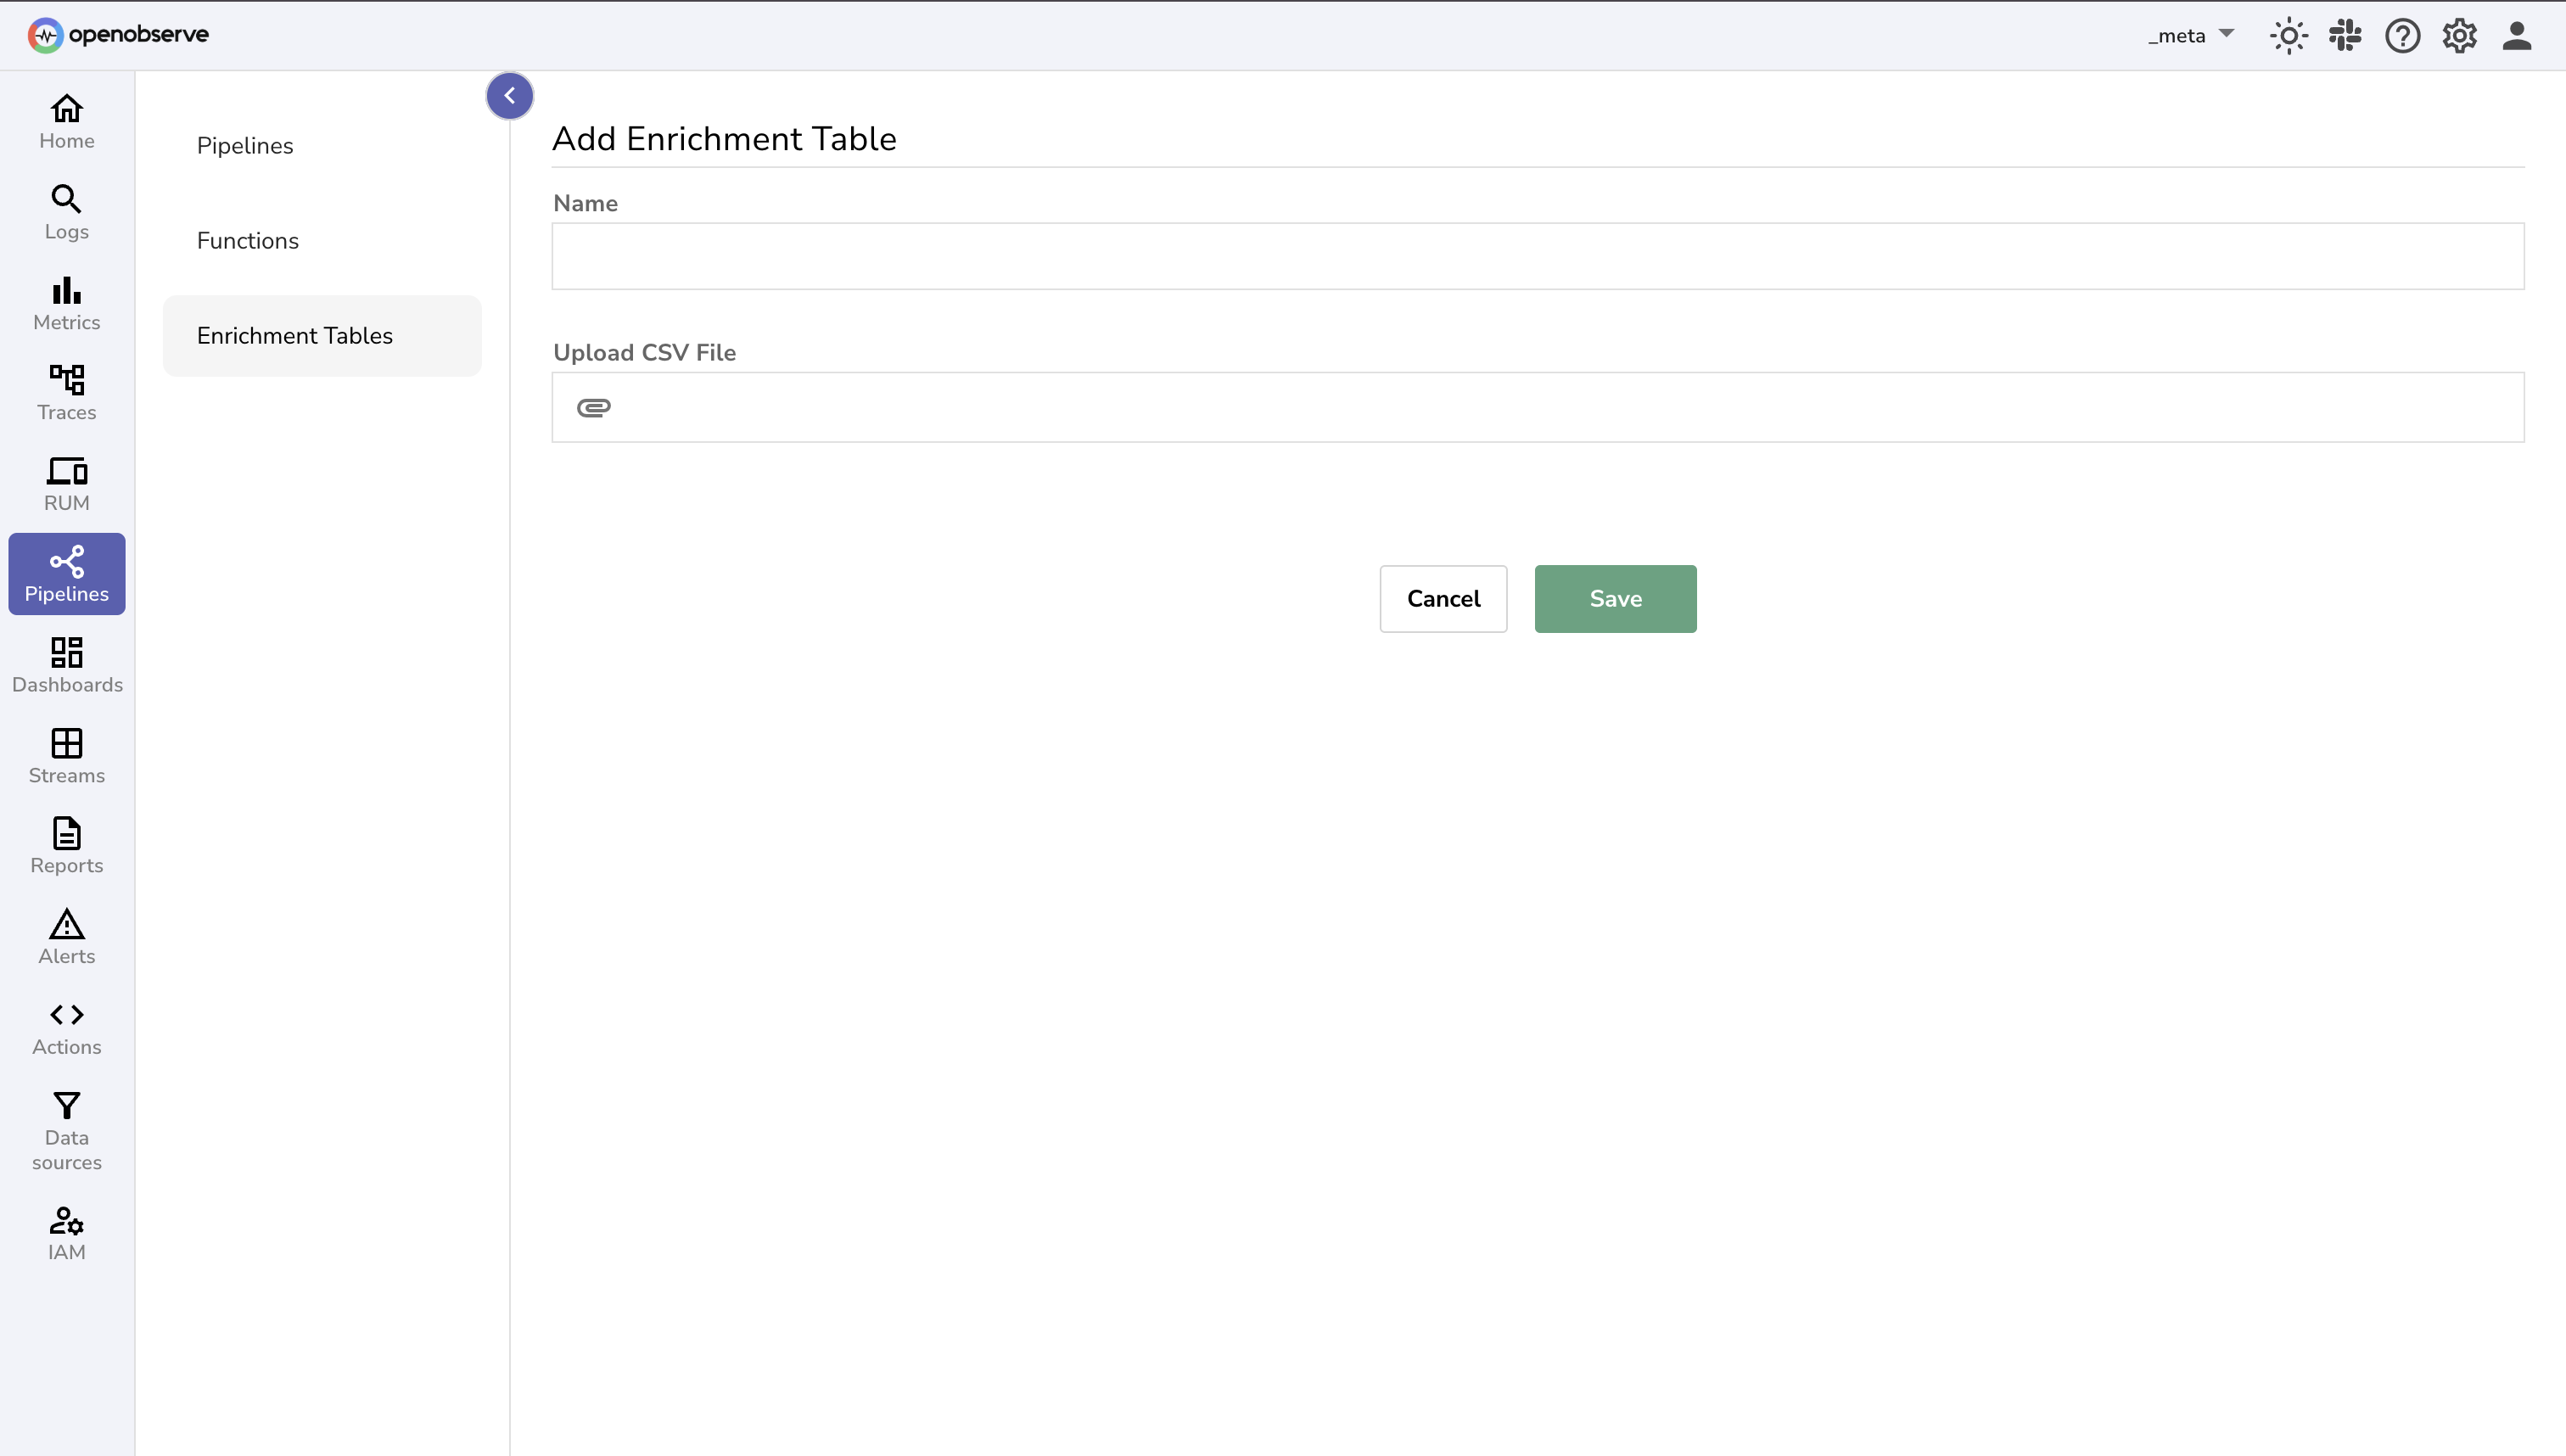 openobserve
_meta
Home
Logs
Metrics
Traces
RUM
Pipelines
Dashboards
Streams
Reports
Alerts
Actions
Data
sources
IAM
Pipelines
Functions
Enrichment Tables
Add Enrichment Table
Name
Upload CSV File
Cancel
Save